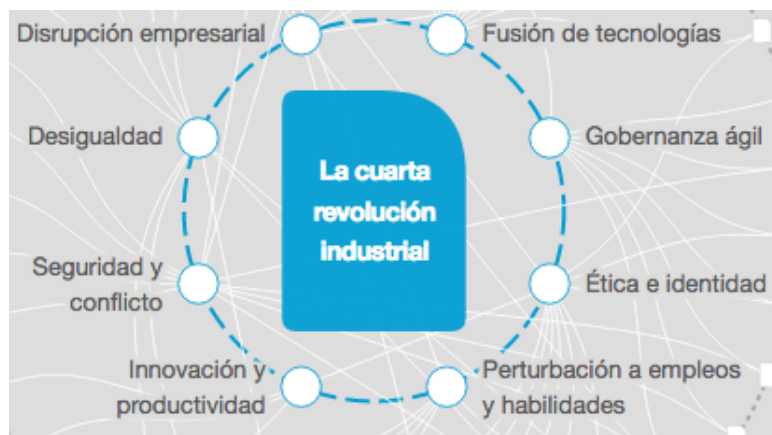 Disrupción empresarial
Fusión de tecnologías
Desigualdad
Gobernanza ágil
La cuarta
revolución
industrial
Seguridad y
conflicto
Ética e identidad
Innovación y
productividad
Perturbación a empleos
y habilidades